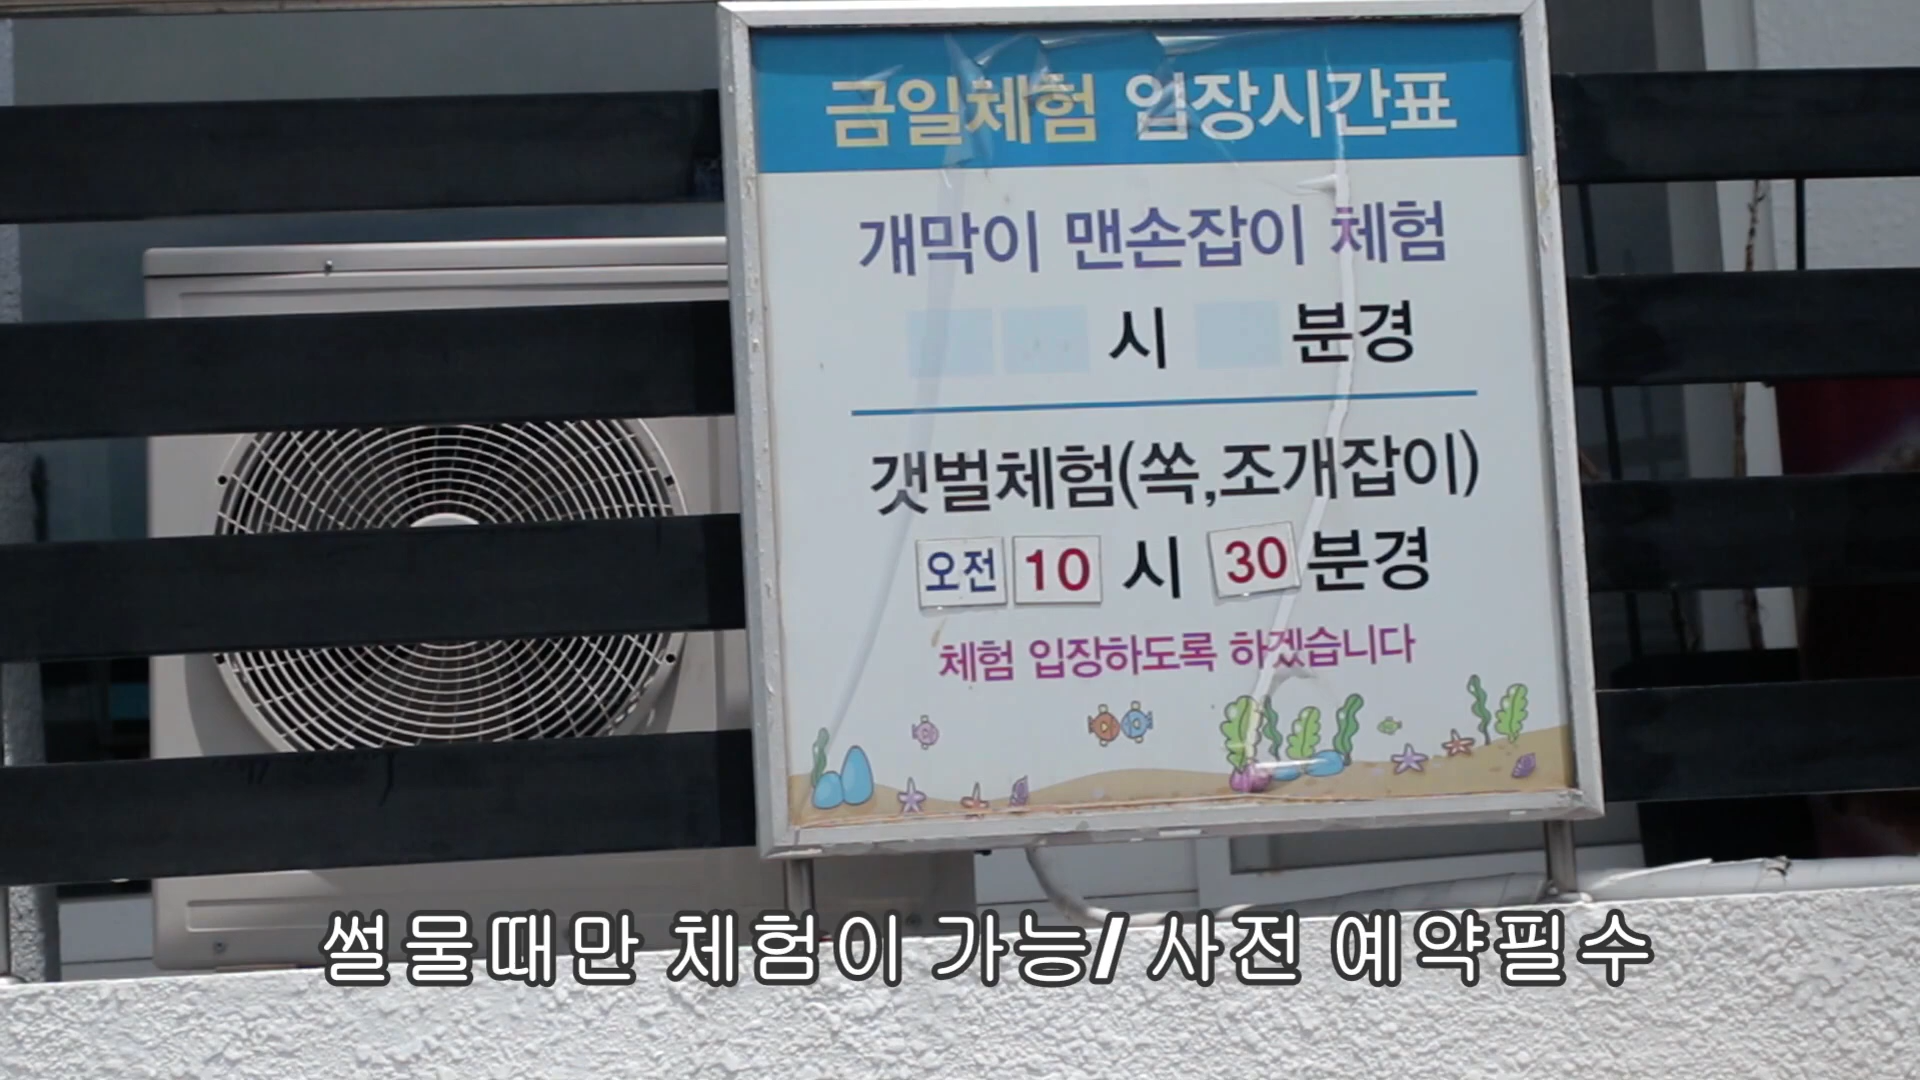 금일체험 입장시간표
개막이 맨손잡이 체험
시 분경
갯벌체험(쏙,조개잡이)
오전 10 시 30 분경
체험 입장하도록 하겠습니다
썰물때만 체험이 가능/ 사전 예약필수